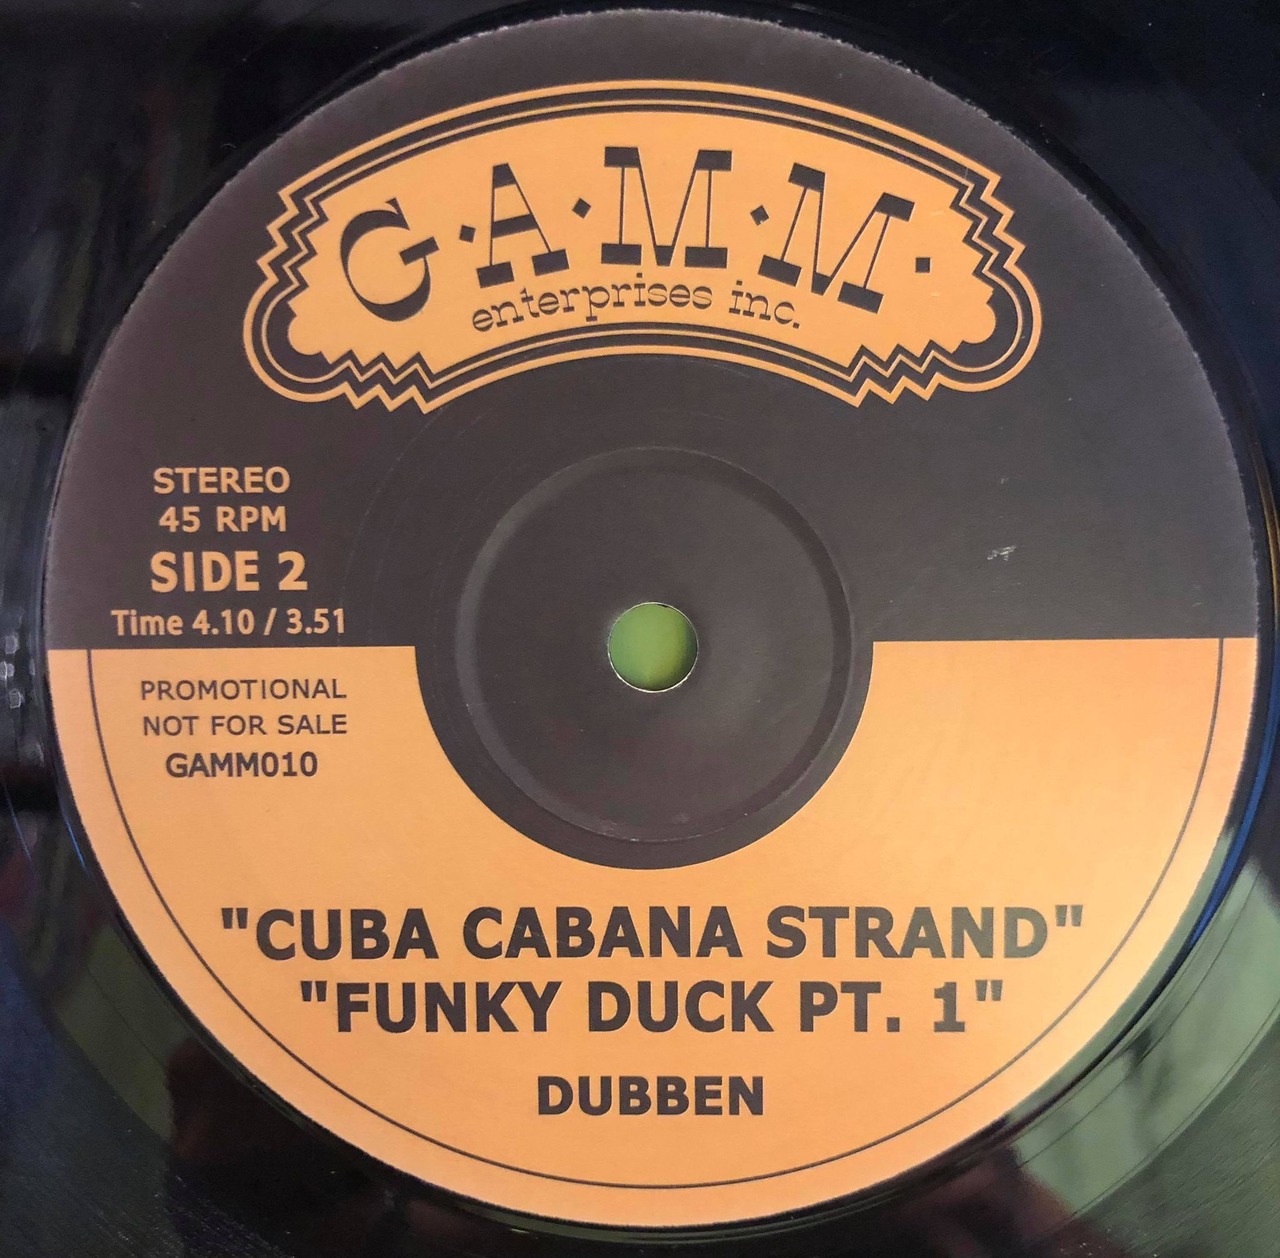 G·A·M·M·
enterprises inc.
STEREO
45 RPM
SIDE 2
Time 4.10 / 3.51
PROMOTIONAL
NOT FOR SALE
GAMM010
"CUBA CABANA STRAND"
"FUNKY DUCK PT. 1"
DUBBEN